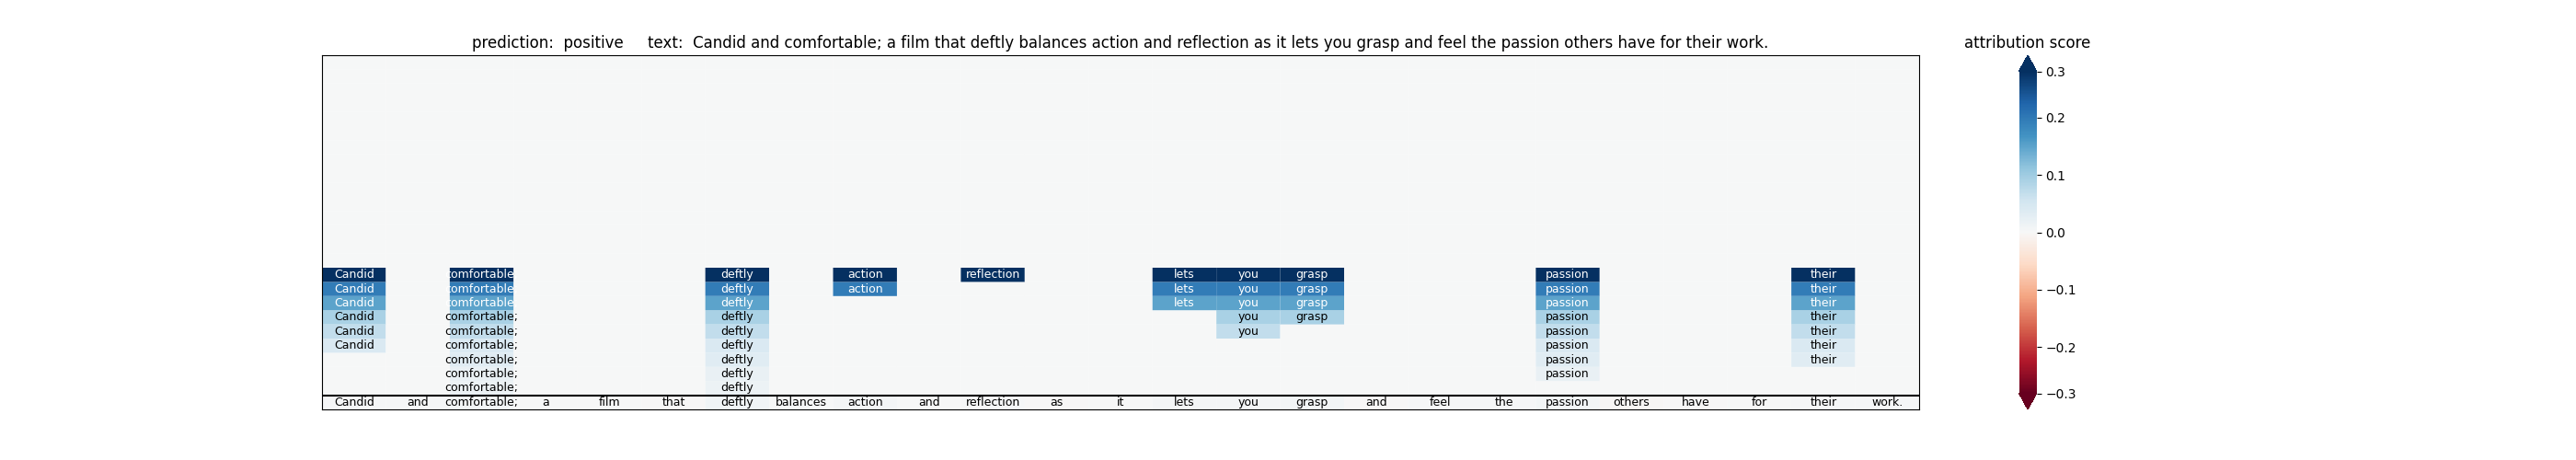 prediction: positive text: Candid and comfortable; a film that deftly balances action and reflection as it lets you grasp and feel the passion others have for their work.
attribution score
0.3
0.2
0.1
0.0
−0.1
−0.2
−0.3
Candid omfortable deftly action reflection lets you grasp passion their
Candid omfortable deftly action lets you grasp passion their
Candid omfortable deftly lets you grasp passion their
Candid comfortable; deftly you grasp passion their
Candid comfortable; deftly you passion their
Candid comfortable; deftly passion their
comfortable; deftly passion their
comfortable; deftly passion
comfortable; deftly
Candid and comfortable; a film that deftly balances action and reflection as it lets you grasp and feel the passion others have for their work.